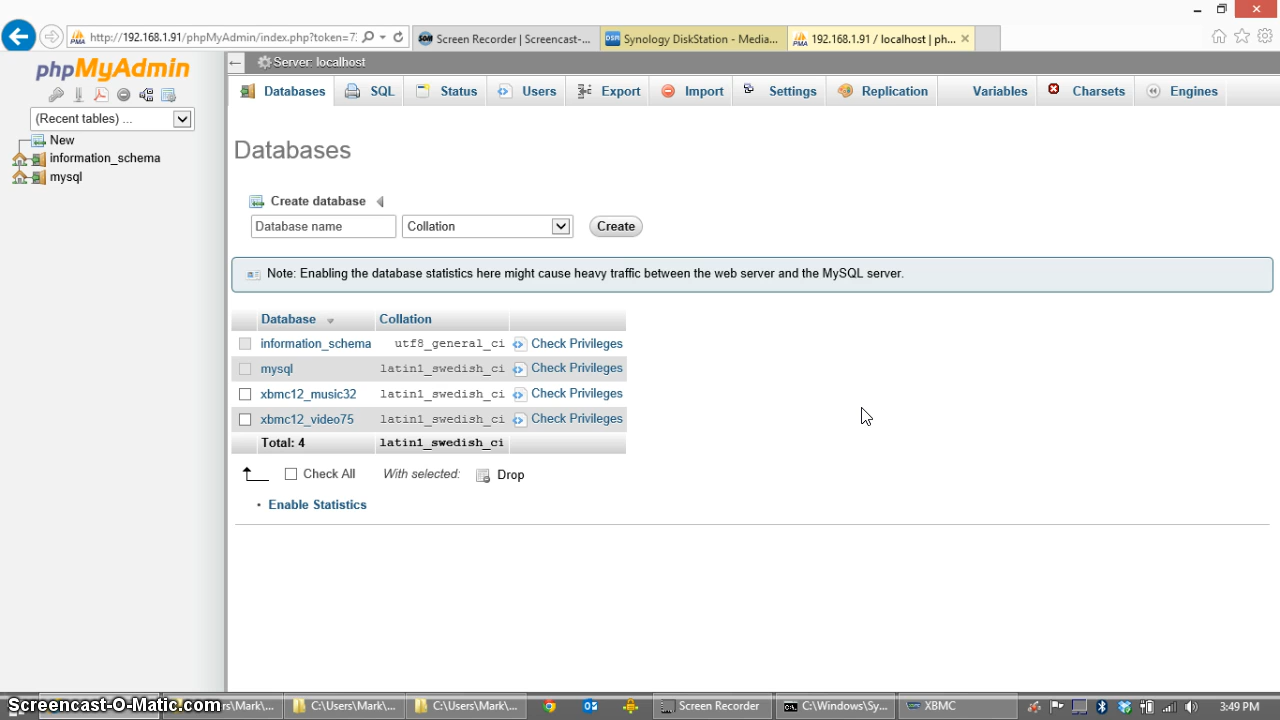 http://192.168.1.91/phpMyAdmin/index.php?token=7
Screen Recorder | Screencast-...
DSM Synology DiskStation - Media...
PMA 192.168.1.91 / localhost | ph...
phpMyAdmin
Server: localhost
Databases SQL Status Users Export Import Settings Replication Variables Charsets Engines
(Recent tables) ...
New
information_schema
mysql
Databases
Create database
Database name Collation Create
Note: Enabling the database statistics here might cause heavy traffic between the web server and the MySQL server.
Database Collation
information_schema utf8_general_ci Check Privileges
mysql latin1_swedish_ci Check Privileges
xbmc12_music32 latin1_swedish_ci Check Privileges
xbmc12_video75 latin1_swedish_ci Check Privileges
Total: 4 latin1_swedish_ci
Check All With selected: Drop
Enable Statistics
Screencast-O-Matic.com
C:\Users\Mark\... C:\Users\Mark\... Screen Recorder C:\Windows\Sy... XBMC 3:49 PM